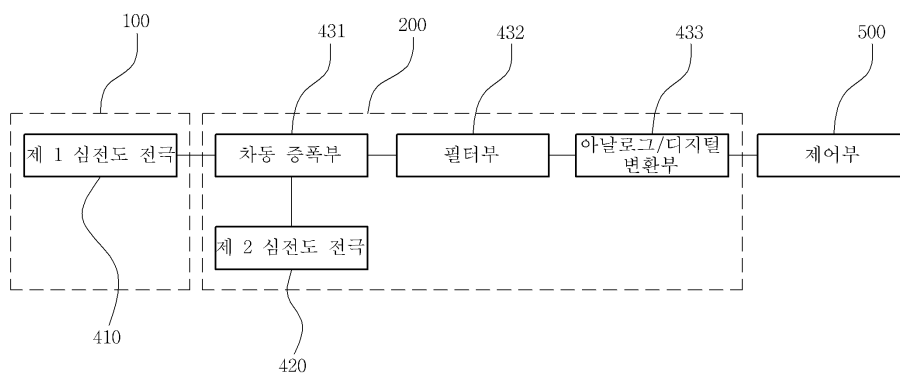 100
431
200
432
433
500
제 1 심전도 전극
차동 증폭부
필터부
아날로그/디지털
변환부
제어부
제 2 심전도 전극
410
420